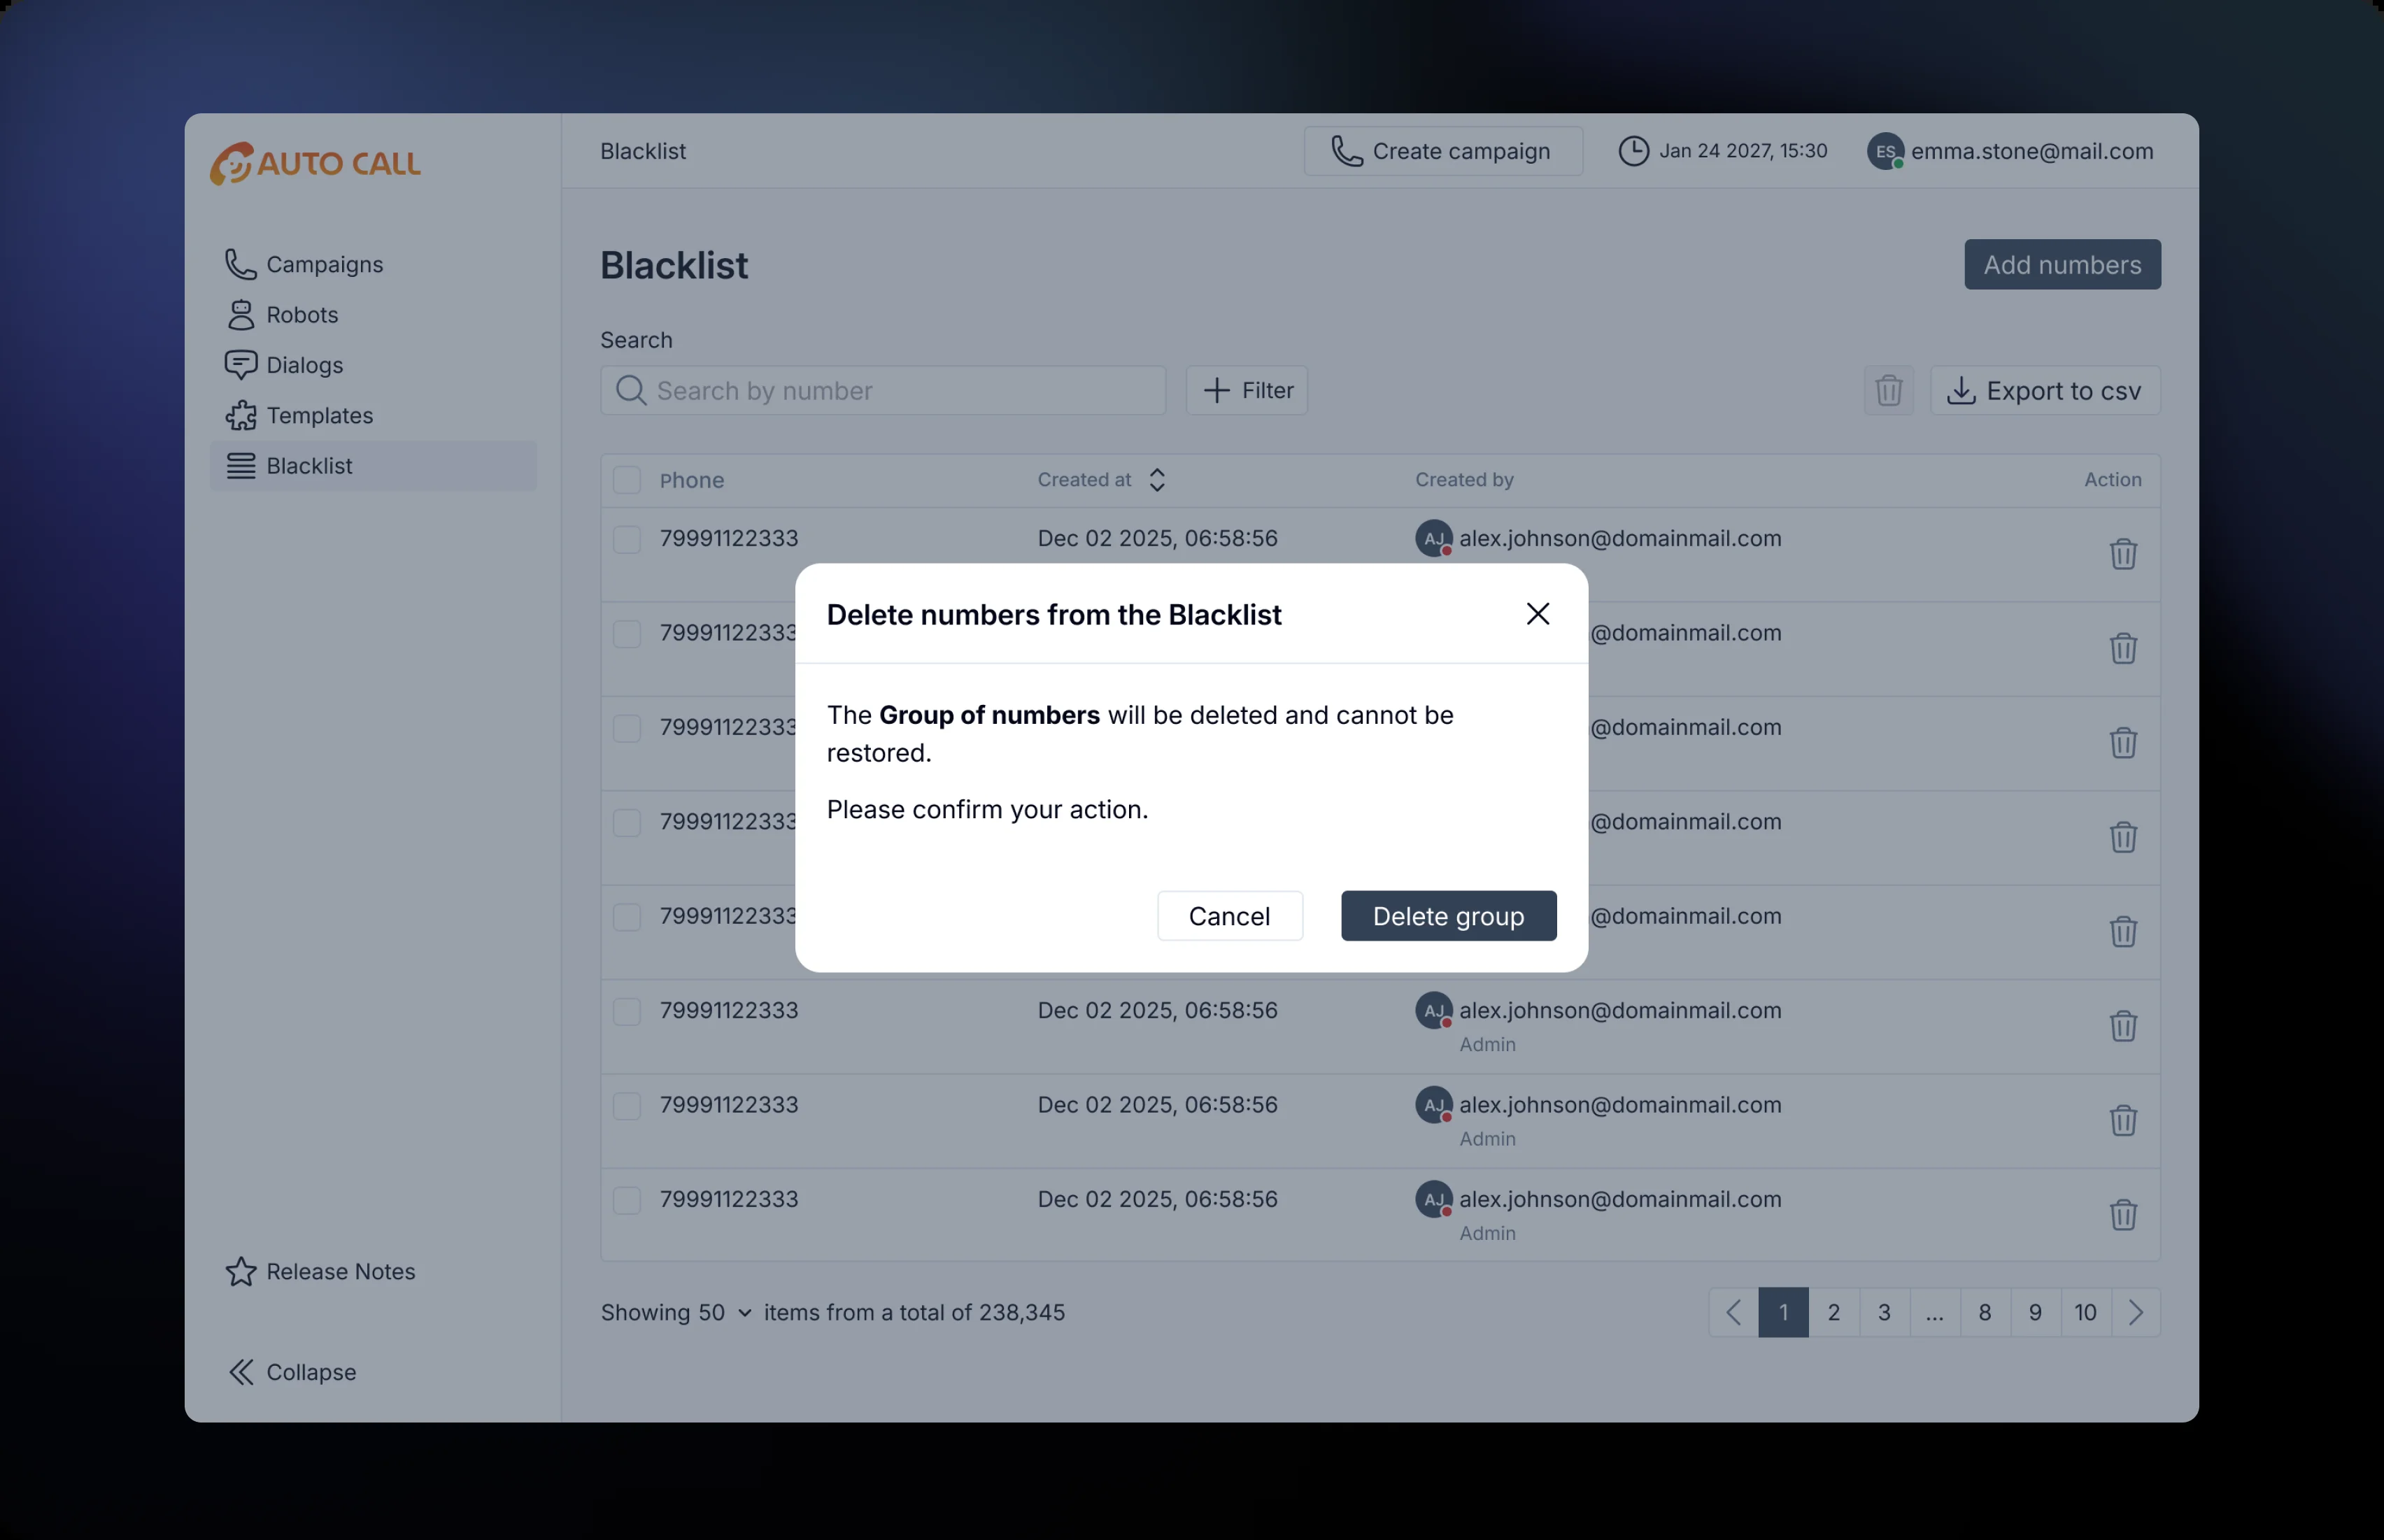 AUTO CALL
Campaigns
Robots
Dialogs
Templates
Blacklist
Release Notes
Collapse
Blacklist
Create campaign
Jan 24 2027, 15:30
ES emma.stone@mail.com
Blacklist
Add numbers
Search
Search by number
Filter
Export to csv
Phone Created at Created by Action
79991122333 Dec 02 2025, 06:58:56 AJ alex.johnson@domainmail.com
79991122333 @domainmail.com
79991122333 @domainmail.com
79991122333 @domainmail.com
79991122333 @domainmail.com
Delete numbers from the Blacklist
The Group of numbers will be deleted and cannot be
restored.
Please confirm your action.
Cancel
Delete group
79991122333 Dec 02 2025, 06:58:56 AJ alex.johnson@domainmail.com
Admin
79991122333 Dec 02 2025, 06:58:56 AJ alex.johnson@domainmail.com
Admin
79991122333 Dec 02 2025, 06:58:56 AJ alex.johnson@domainmail.com
Admin
Showing 50 items from a total of 238,345
1 2 3 ... 8 9 10